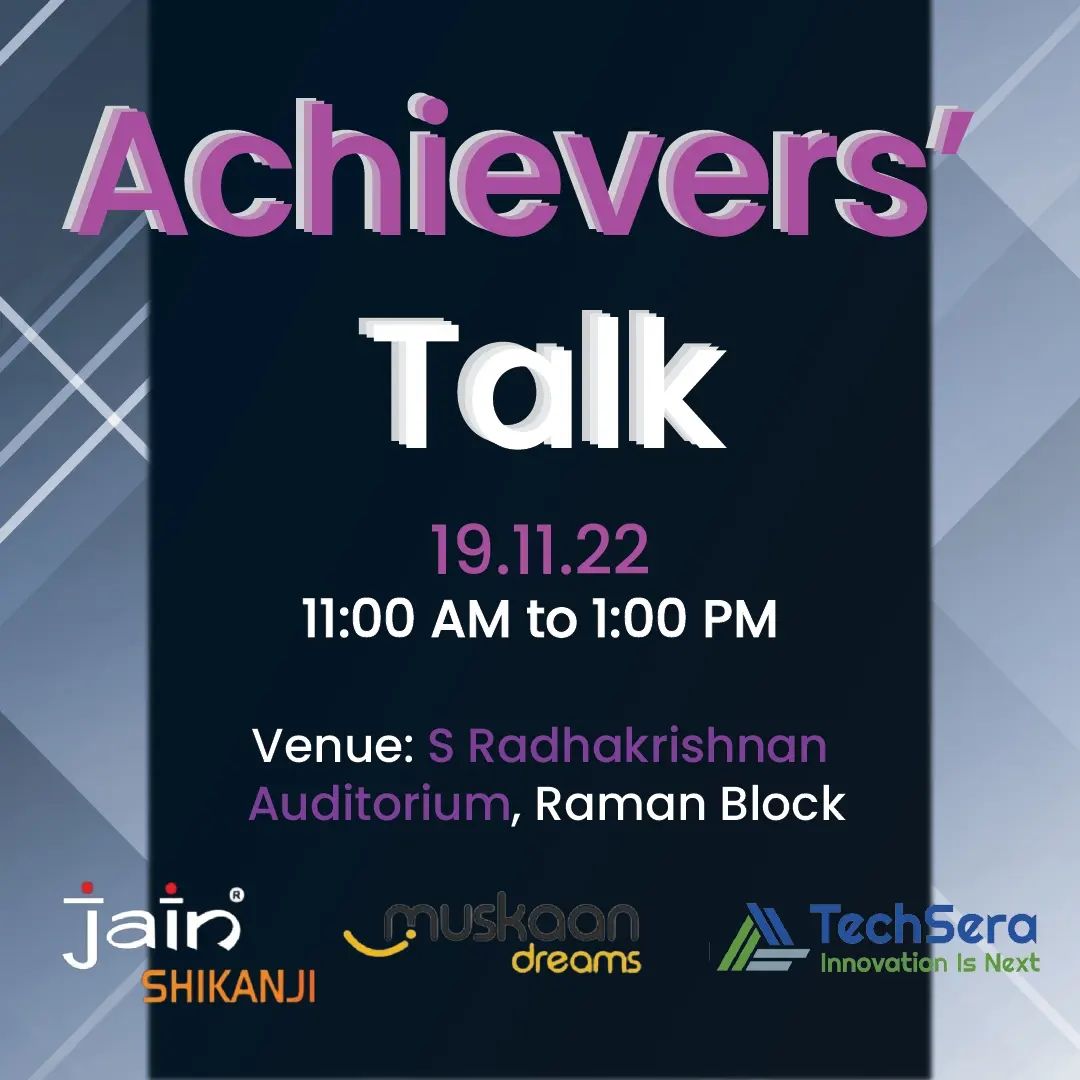 Achievers’
Talk
19.11.22
11:00 AM to 1:00 PM
Venue: S Radhakrishnan
Auditorium, Raman Block
jain®
SHIKANJI
muskaan
dreams
TechSera
Innovation Is Next